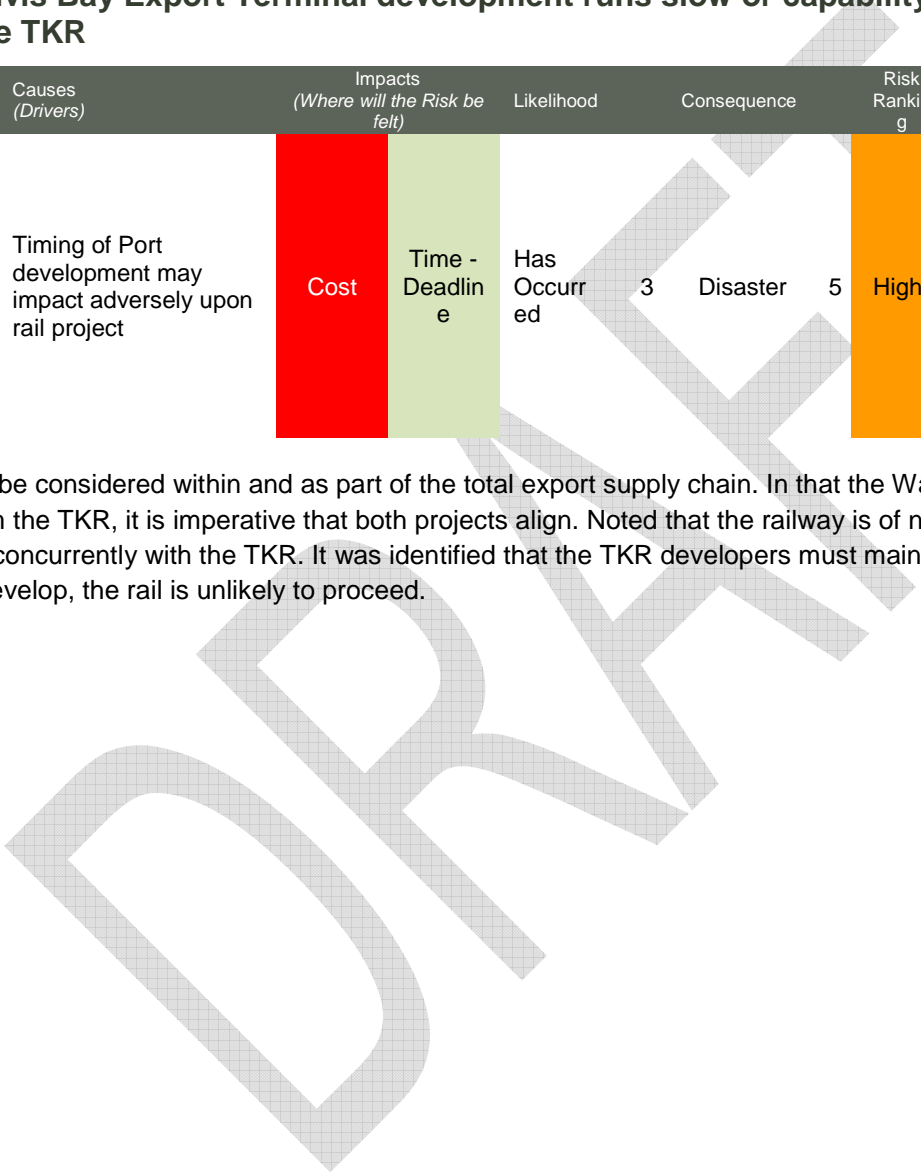 vis Bay Export Terminal development runs slow or capability
e TKR
Causes
(Drivers)
Impacts
(Where will the Risk be
felt)
Likelihood
Consequence
Risk
Ranki
g
Timing of Port
development may
impact adversely upon
rail project
Cost
Time -
Deadlin
e
Has
Occurr
ed
3
Disaster
5
High
be considered within and as part of the total export supply chain. In that the Wa
n the TKR, it is imperative that both projects align. Noted that the railway is of n
concurrently with the TKR. It was identified that the TKR developers must main
evelop, the rail is unlikely to proceed.
DRAFT